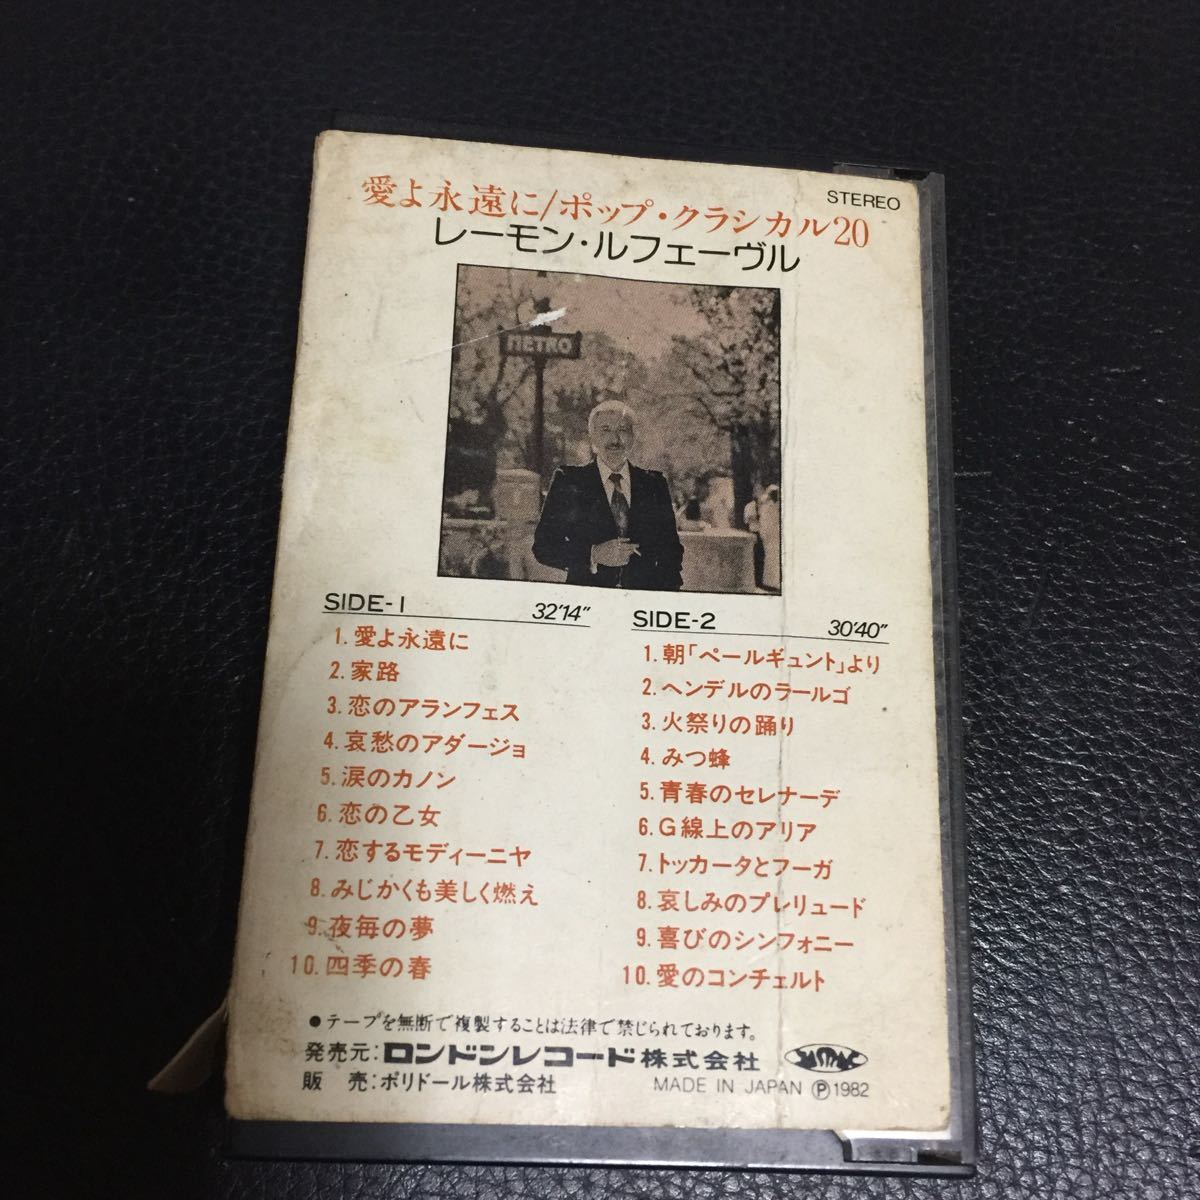 愛よ永遠に/ポップ・クラシカル20
STEREO
レーモン・ルフェーヴル
METRO
SIDE-1 32'14"
1. 愛よ永遠に
2. 家路
3. 恋のアランフェス
4. 哀愁のアダージョ
5. 涙のカノン
6. 恋の乙女
7. 恋するモディーニヤ
8. みじかくも美しく燃え
9. 夜毎の夢
10. 四季の春
SIDE-2 30'40"
1. 朝「ペールギュント」より
2. ヘンデルのラールゴ
3. 火祭りの踊り
4. みつ蜂
5. 青春のセレナーデ
6. G線上のアリア
7. トッカータとフーガ
8. 哀しみのプレリュード
9. 喜びのシンフォニー
10. 愛のコンチェルト
●テープを無断で複製することは法律で禁じられております。
発売元:ロンドンレコード株式会社
販 売:ポリドール株式会社
MADE IN JAPAN Ⓟ1982